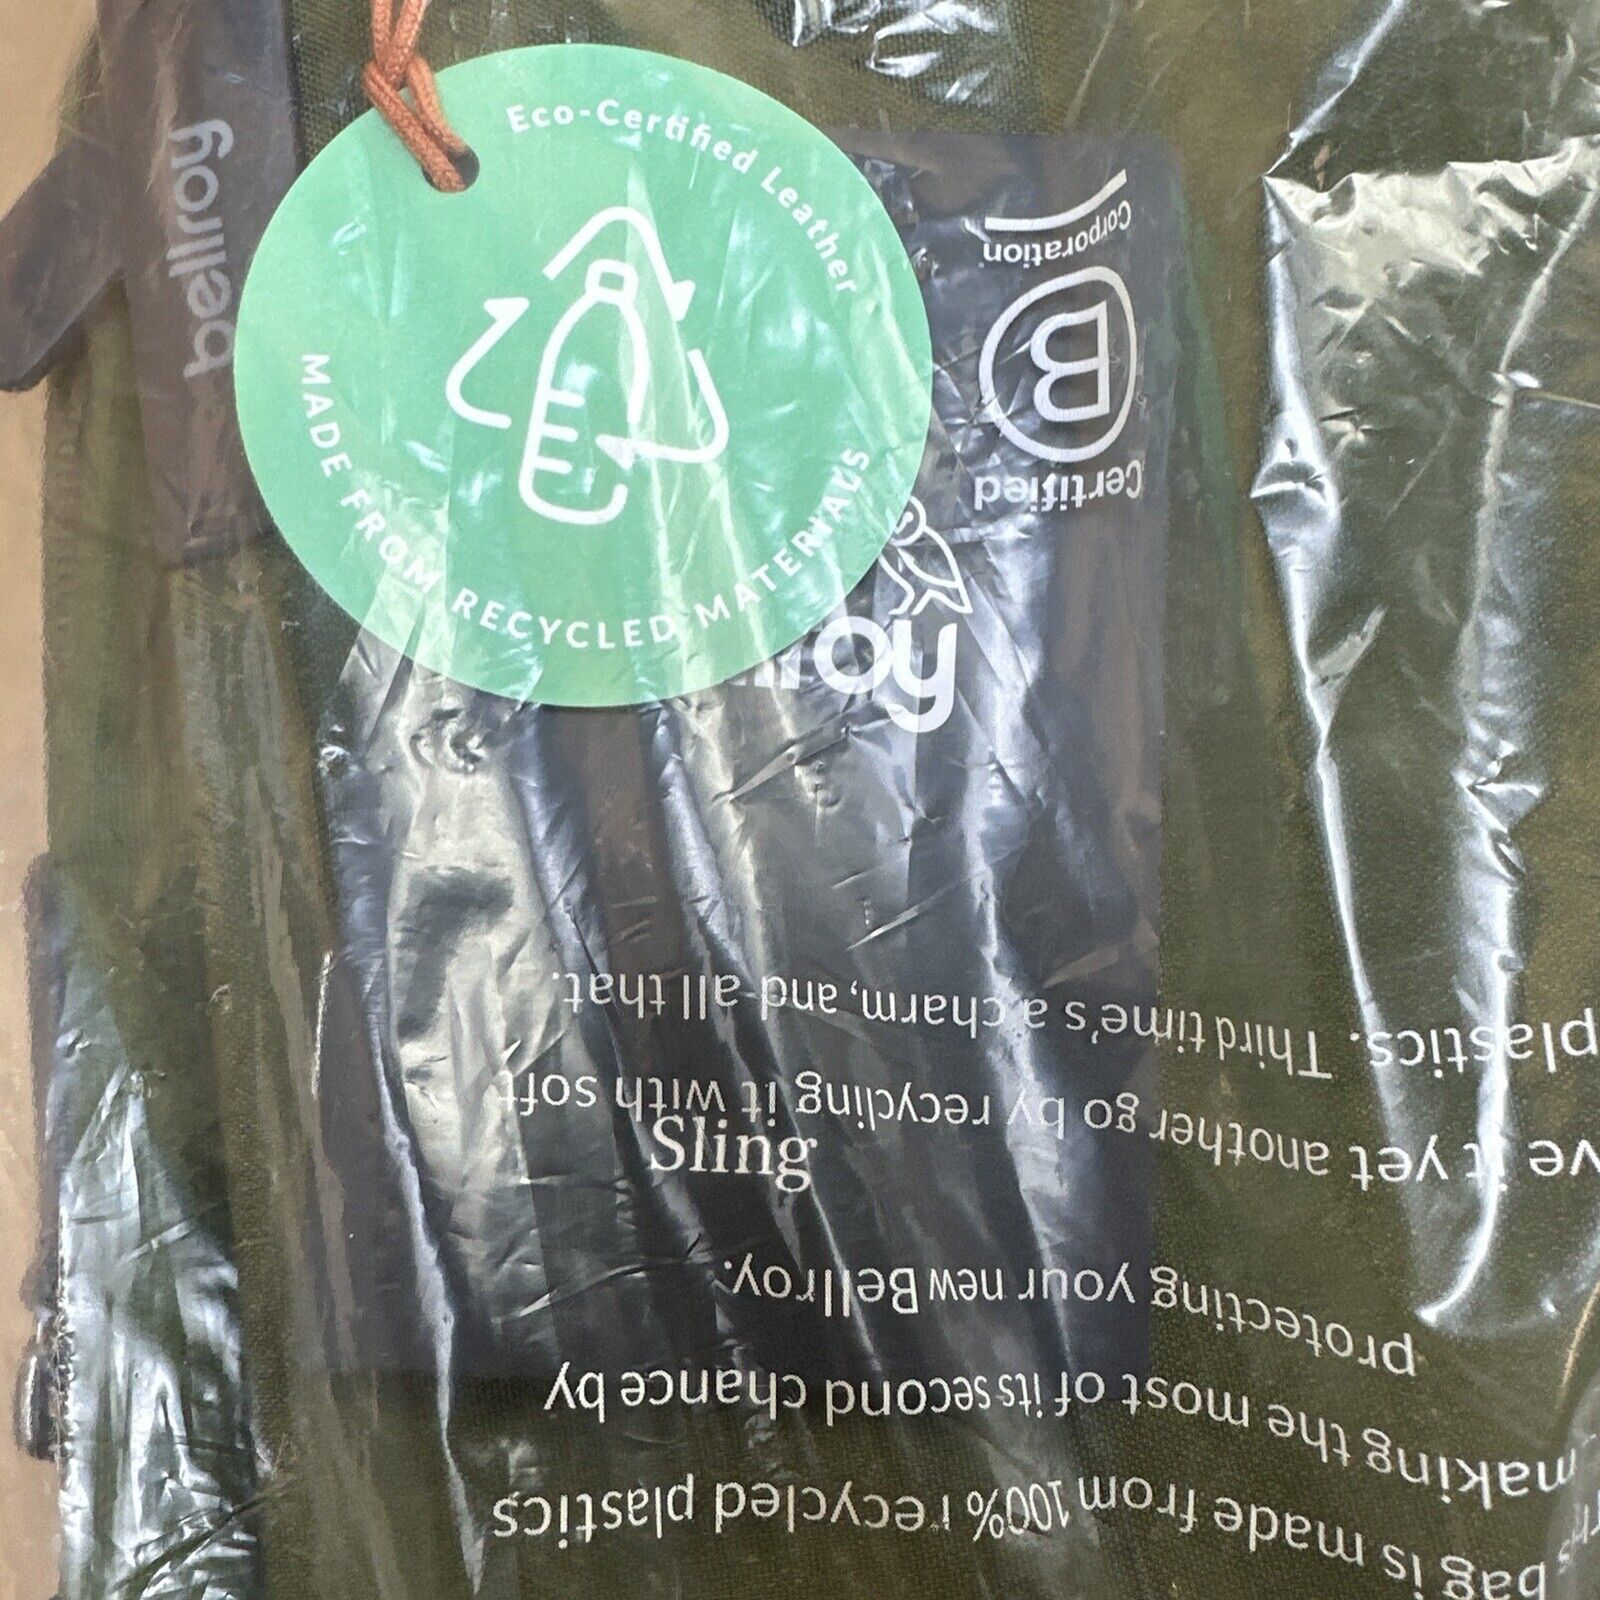 bellroy
Eco-Certified Leather
MADE FROM RECYCLED MATERIALS
Certified
B
Corporation
roy
Sling
bag is made from 100% recycled plastics
making the most of its second chance by
protecting your new Bellroy.
it yet another go by recycling it with soft
plastics. Third time's a charm, and all that.